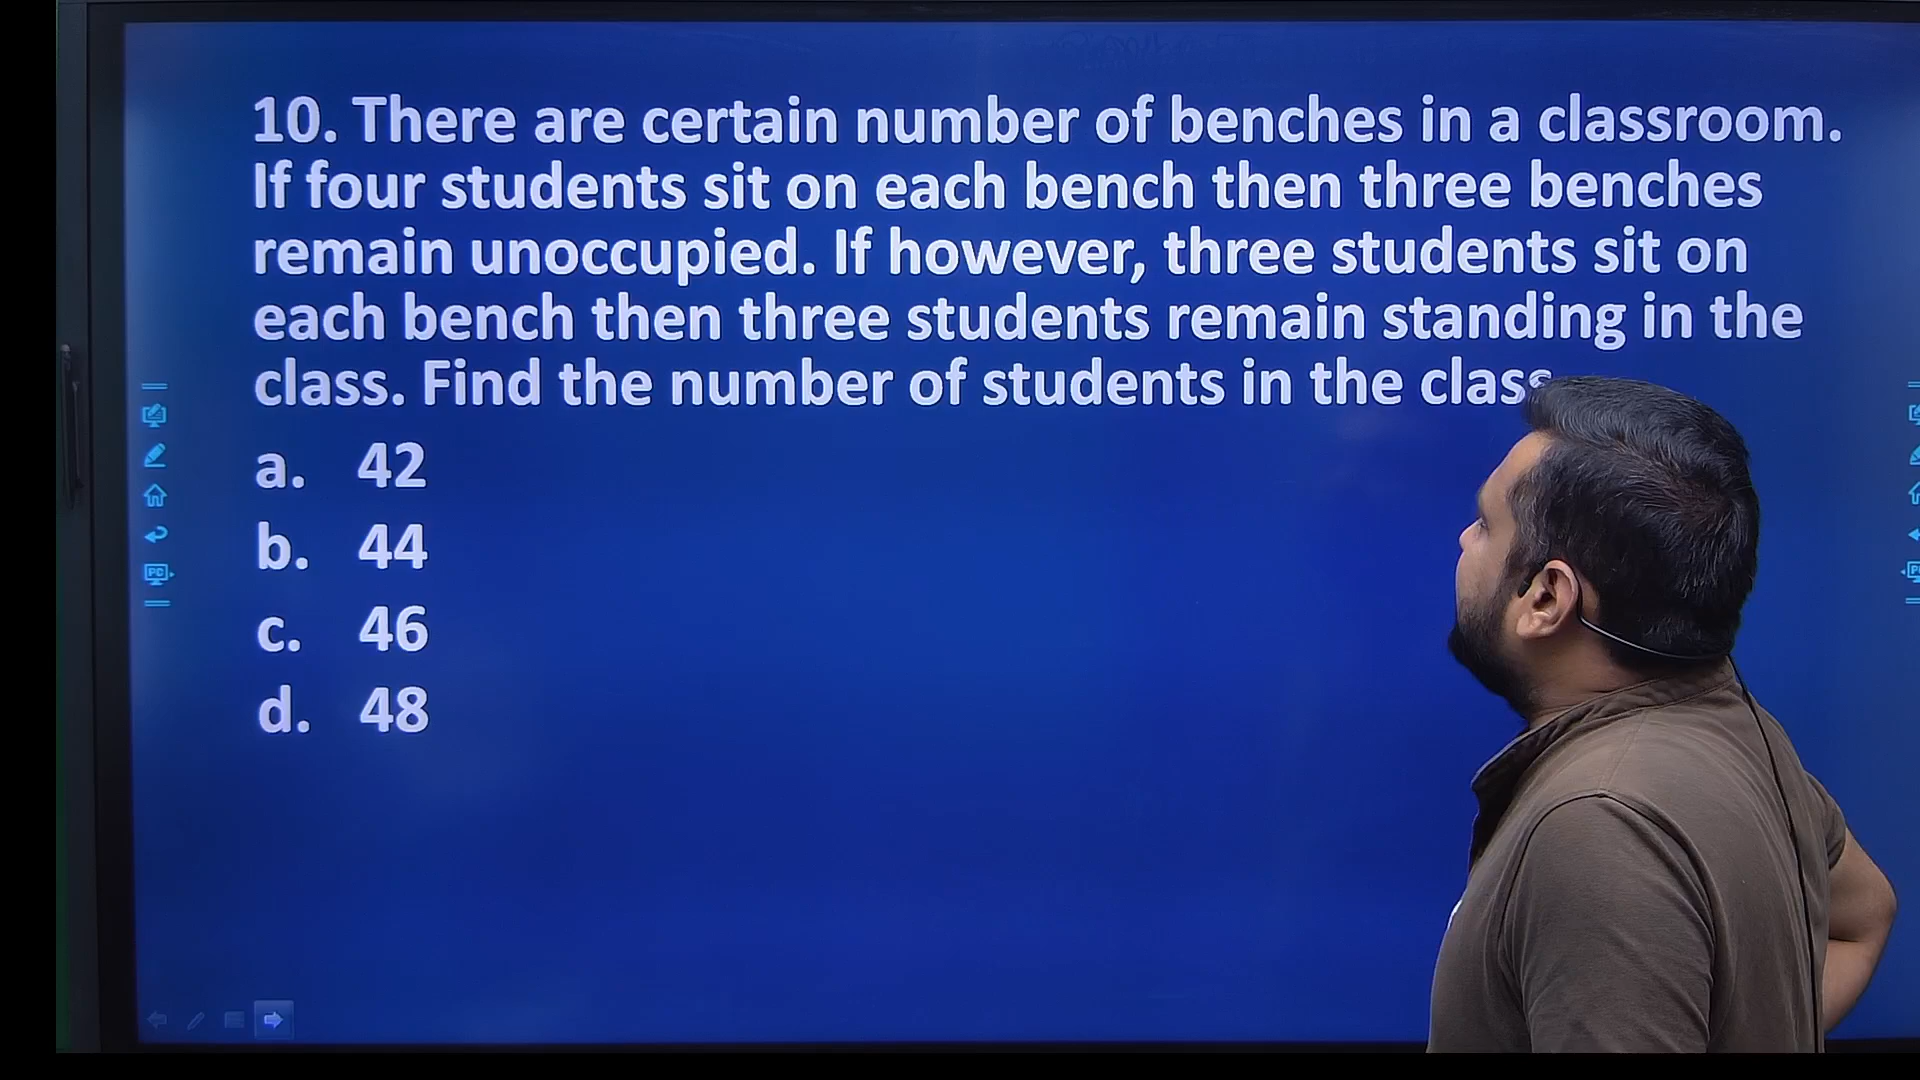 10. There are certain number of benches in a classroom.
If four students sit on each bench then three benches
remain unoccupied. If however, three students sit on
each bench then three students remain standing in the
class. Find the number of students in the class
a. 42
b. 44
c. 46
d. 48
PC